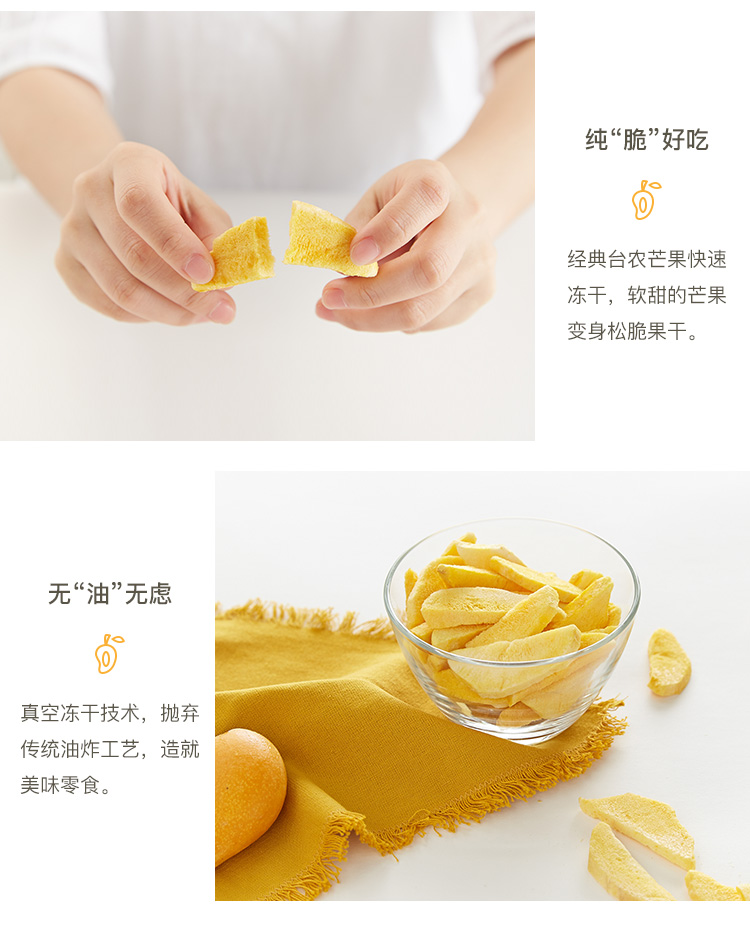 纯“脆”好吃
经典台农芒果快速
冻干，软甜的芒果
变身松脆果干。
无“油”无虑
真空冻干技术，抛弃
传统油炸工艺，造就
美味零食。